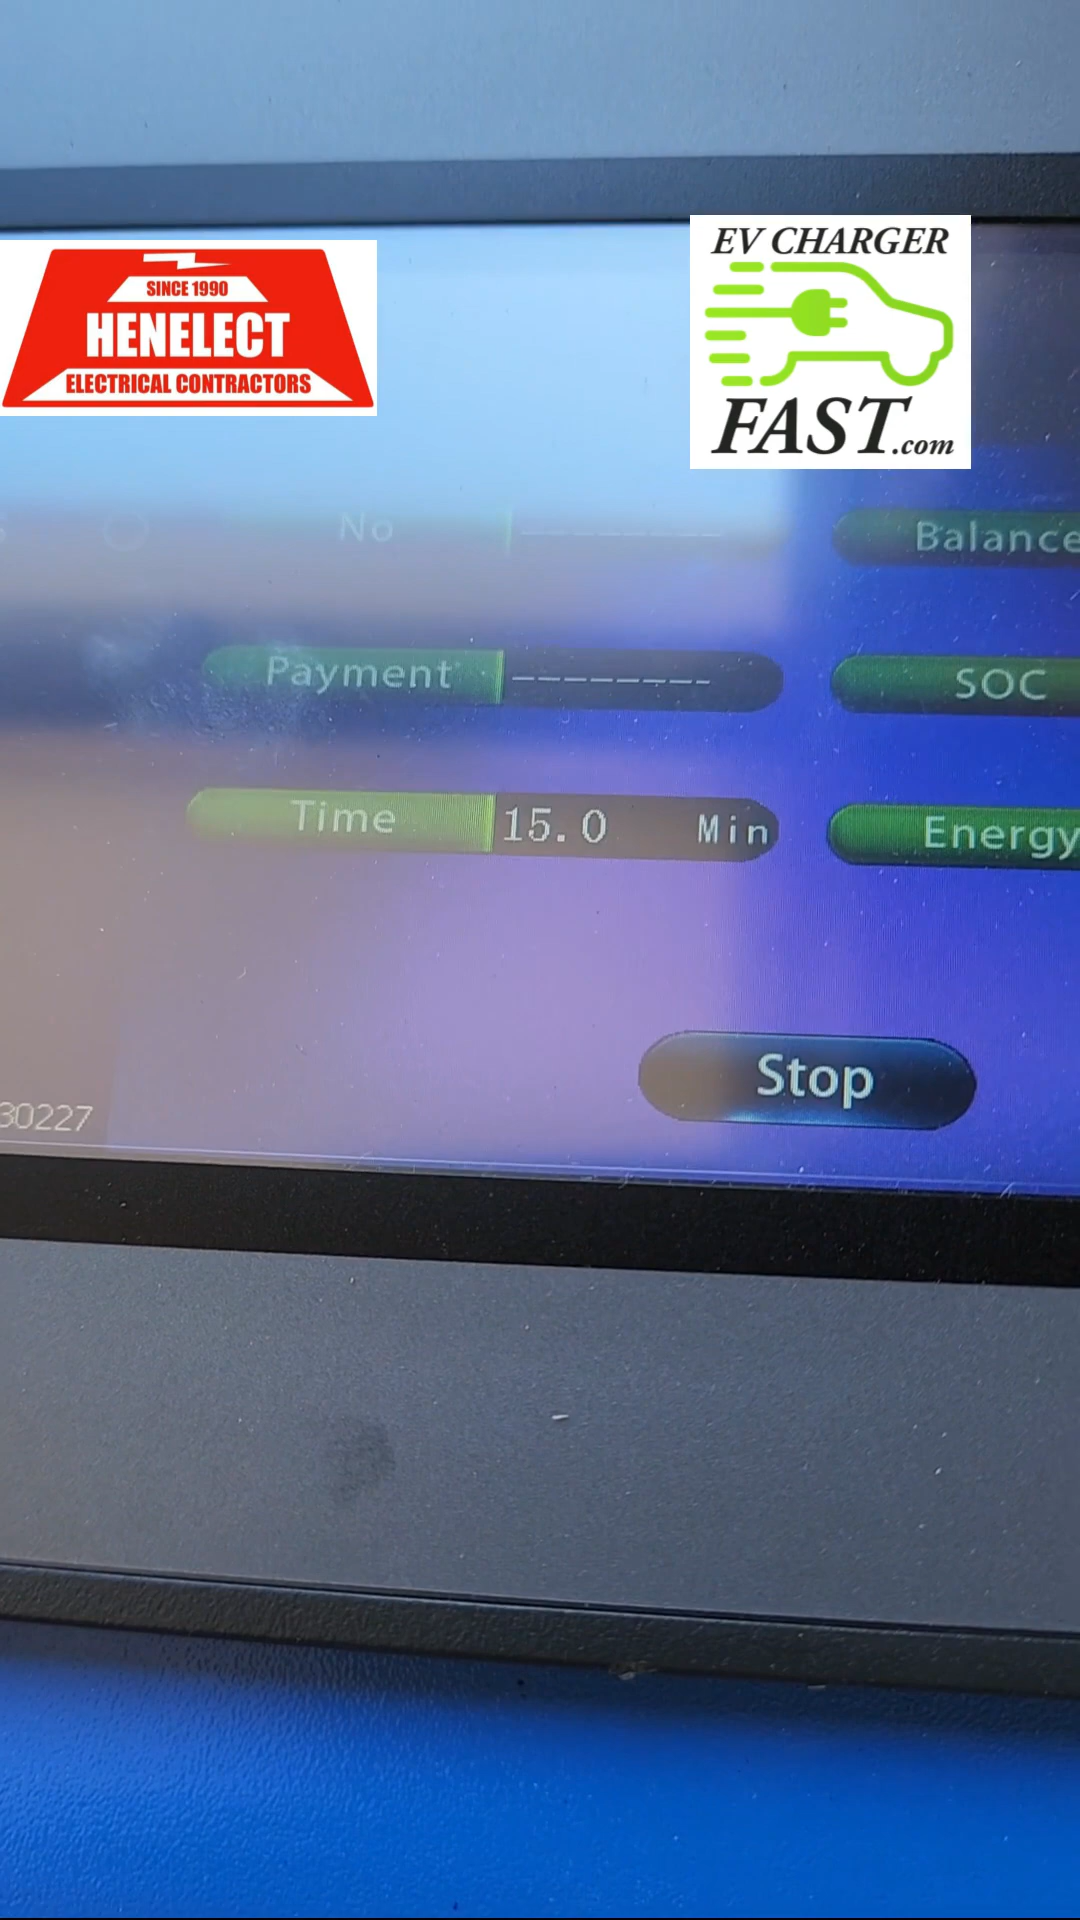 SINCE 1990
HENELECT
ELECTRICAL CONTRACTORS
EV CHARGER
FAST.com
No --------
Balance
Payment --------
SOC
Time 15.0 Min
Energy
Stop
30227